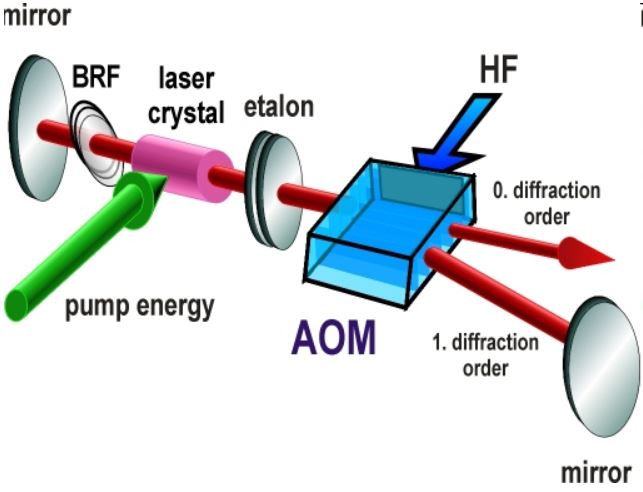 mirror
BRF
laser
crystal
etalon
HF
0. diffraction
order
pump energy
AOM
1. diffraction
order
mirror